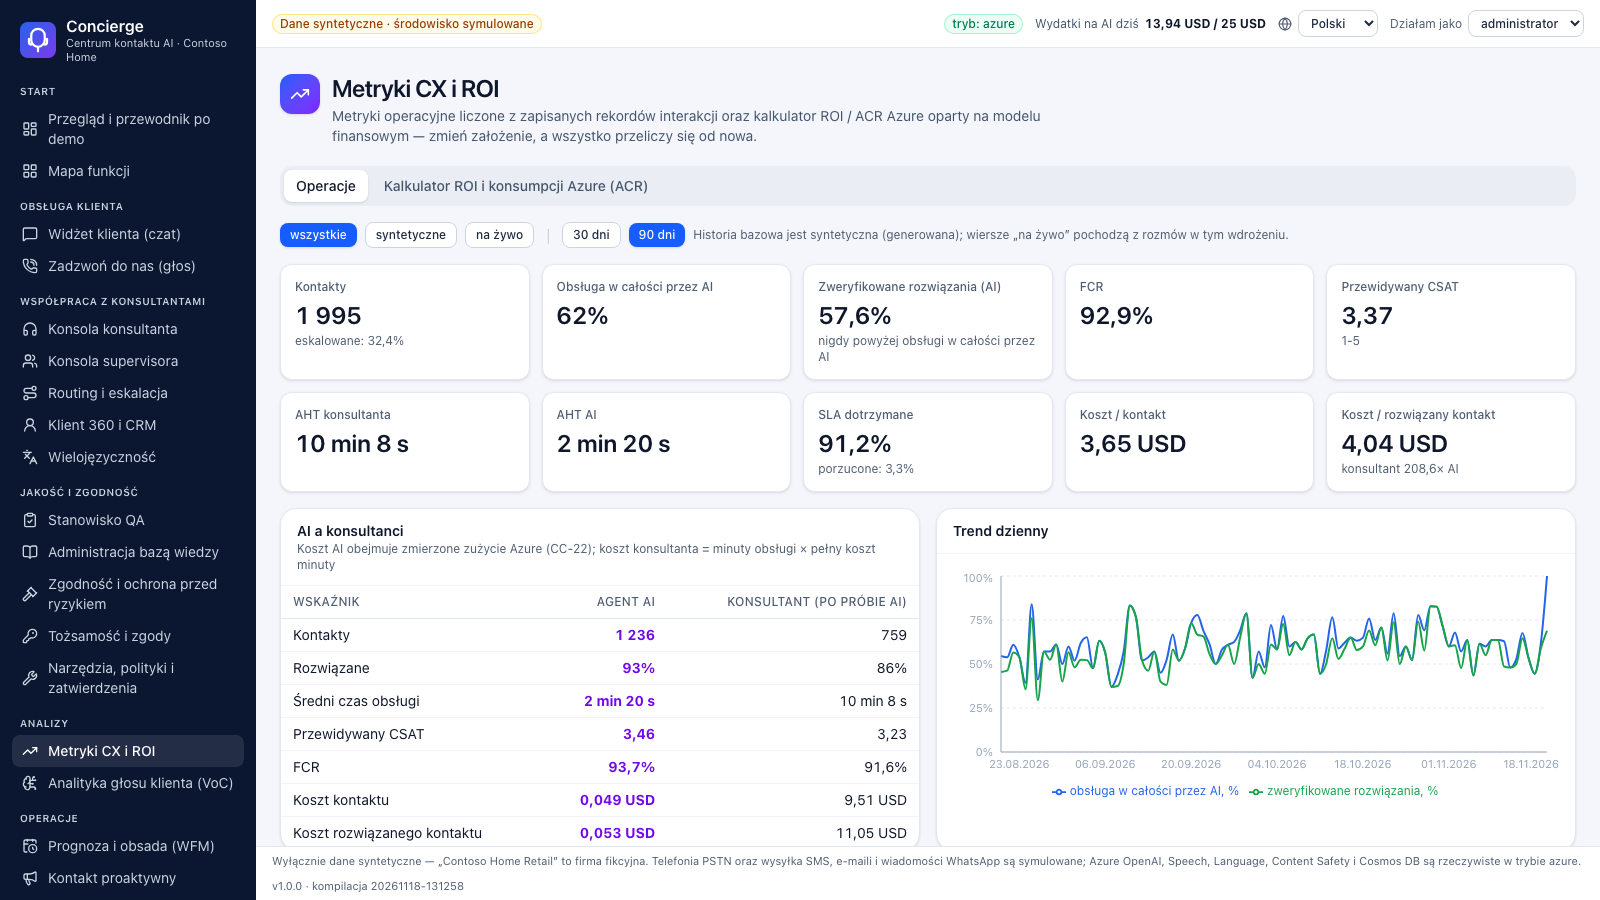 Concierge
Centrum kontaktu AI · Contoso
Home
START
Przegląd i przewodnik po
demo
Mapa funkcji
OBSŁUGA KLIENTA
Widżet klienta (czat)
Zadzwoń do nas (głos)
WSPÓŁPRACA Z KONSULTANTAMI
Konsola konsultanta
Konsola supervisora
Routing i eskalacja
Klient 360 i CRM
Wielojęzyczność
JAKOŚĆ I ZGODNOŚĆ
Stanowisko QA
Administracja bazą wiedzy
Zgodność i ochrona przed
ryzykiem
Tożsamość i zgody
Narzędzia, polityki i
zatwierdzenia
ANALIZY
Metryki CX i ROI
Analityka głosu klienta (VoC)
OPERACJE
Prognoza i obsada (WFM)
Kontakt proaktywny
Dane syntetyczne · środowisko symulowane
tryb: azure
Wydatki na AI dziś 13,94 USD / 25 USD
Polski
Działam jako
administrator
Metryki CX i ROI
Metryki operacyjne liczone z zapisanych rekordów interakcji oraz kalkulator ROI / ACR Azure oparty na modelu
finansowym — zmień założenie, a wszystko przeliczy się od nowa.
Operacje
Kalkulator ROI i konsumpcji Azure (ACR)
wszystkie
syntetyczne
na żywo
30 dni
90 dni
Historia bazowa jest syntetyczna (generowana); wiersze „na żywo” pochodzą z rozmów w tym wdrożeniu.
Kontakty
1 995
eskalowane: 32,4%
Obsługa w całości przez AI
62%
Zweryfikowane rozwiązania (AI)
57,6%
nigdy powyżej obsługi w całości przez
AI
FCR
92,9%
Przewidywany CSAT
3,37
1-5
AHT konsultanta
10 min 8 s
AHT AI
2 min 20 s
SLA dotrzymane
91,2%
porzucone: 3,3%
Koszt / kontakt
3,65 USD
Koszt / rozwiązany kontakt
4,04 USD
konsultant 208,6× AI
AI a konsultanci
Koszt AI obejmuje zmierzone zużycie Azure (CC-22); koszt konsultanta = minuty obsługi × pełny koszt
minuty
WSKAŹNIK AGENT AI KONSULTANT (PO PRÓBIE AI)
Kontakty 1 236 759
Rozwiązane 93% 86%
Średni czas obsługi 2 min 20 s 10 min 8 s
Przewidywany CSAT 3,46 3,23
FCR 93,7% 91,6%
Koszt kontaktu 0,049 USD 9,51 USD
Koszt rozwiązanego kontaktu 0,053 USD 11,05 USD
Trend dzienny
100%
75%
50%
25%
0%
23.08.2026 06.09.2026 20.09.2026 04.10.2026 18.10.2026 01.11.2026 18.11.2026
obsługa w całości przez AI, % zweryfikowane rozwiązania, %
Wyłącznie dane syntetyczne — „Contoso Home Retail” to firma fikcyjna. Telefonia PSTN oraz wysyłka SMS, e-maili i wiadomości WhatsApp są symulowane; Azure OpenAI, Speech, Language, Content Safety i Cosmos DB są rzeczywiste w trybie azure.
v1.0.0 · kompilacja 20261118-131258